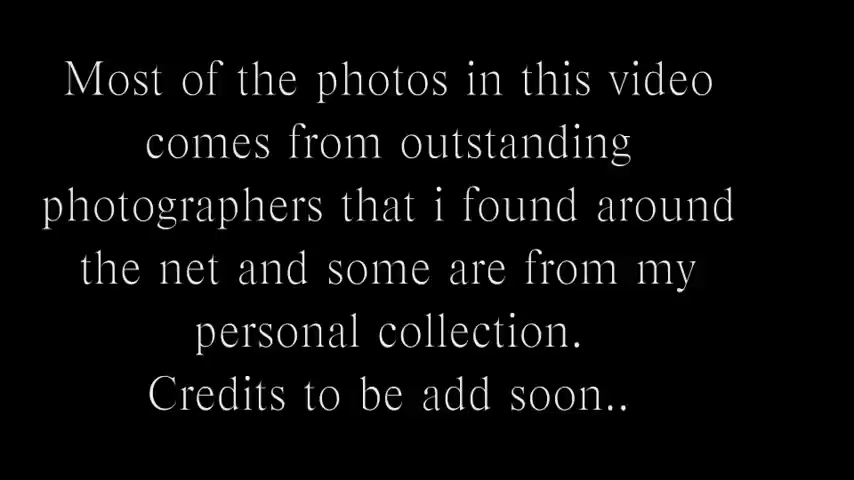 Most of the photos in this video
comes from outstanding
photographers that i found around
the net and some are from my
personal collection.
Credits to be add soon..